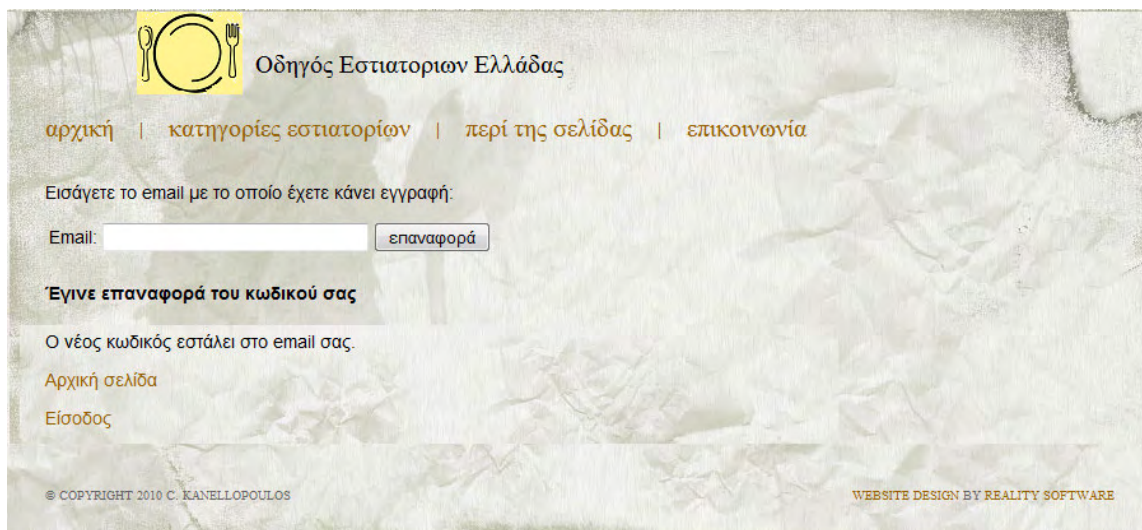 Οδηγός Εστιατοριων Ελλάδας
αρχική | κατηγορίες εστιατορίων | περί της σελίδας | επικοινωνία
Εισάγετε το email με το οποίο έχετε κάνει εγγραφή:
Email: επαναφορά
Έγινε επαναφορά του κωδικού σας
Ο νέος κωδικός εστάλει στο email σας.
Αρχική σελίδα
Είσοδος
© COPYRIGHT 2010 C. KANELLOPOULOS WEBSITE DESIGN BY REALITY SOFTWARE